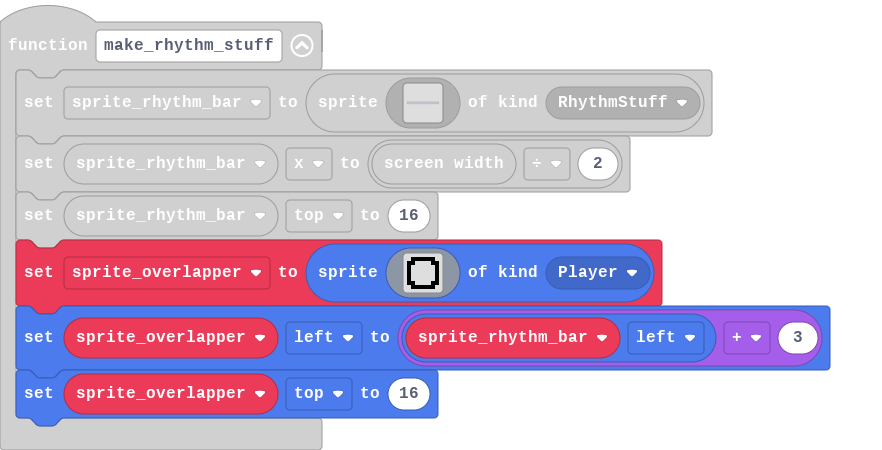 function make_rhythm_stuff
set sprite_rhythm_bar to sprite of kind RhythmStuff
set sprite_rhythm_bar x to screen width ÷ 2
set sprite_rhythm_bar top to 16
set sprite_overlapper to sprite of kind Player
set sprite_overlapper left to sprite_rhythm_bar left + 3
set sprite_overlapper top to 16